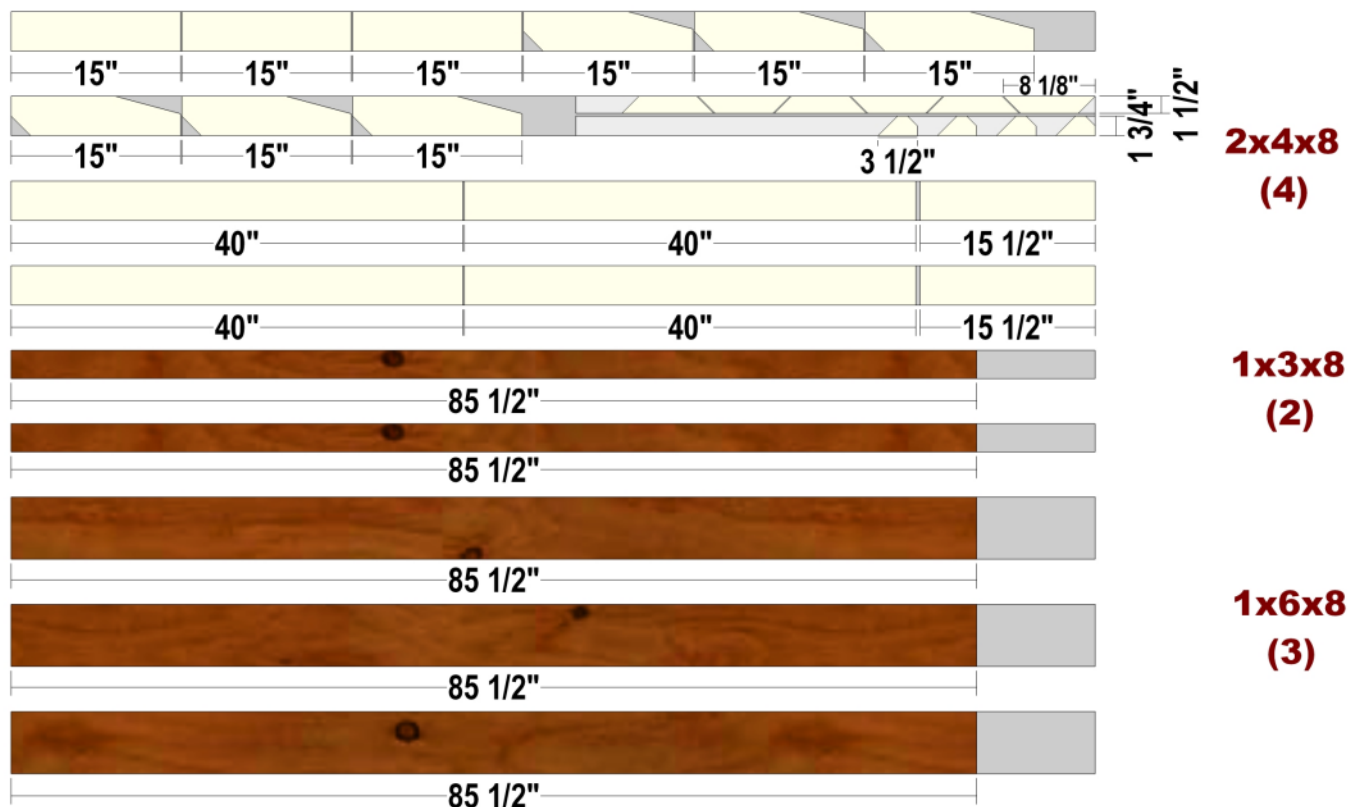 15" 15" 15" 15" 15" 15"
8 1/8"
15" 15" 15"
3 1/2"
1 3/4"
1 1/2"
2x4x8
(4)
40" 40" 15 1/2"
40" 40" 15 1/2"
1x3x8
(2)
85 1/2"
85 1/2"
85 1/2"
1x6x8
(3)
85 1/2"
85 1/2"